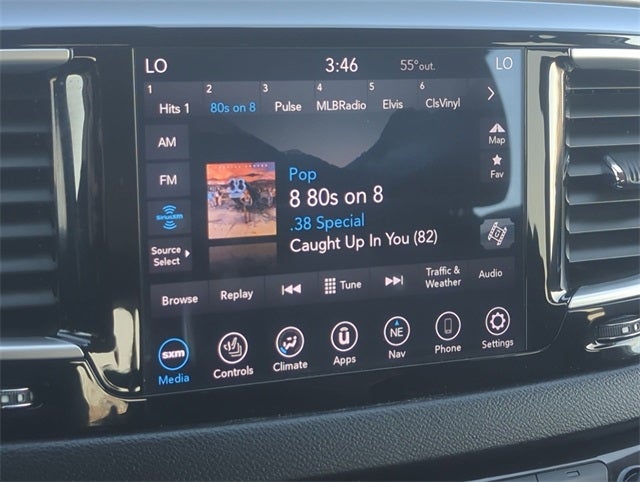 LO 3:46 55°out. LO
1 2 3 4 5 6
Hits 1 80s on 8 Pulse MLBRadio Elvis ClsVinyl
AM
Map
FM
Pop
Fav
8 80s on 8
SiriusXM
.38 Special
Caught Up In You (82)
Source
Select
Browse Replay Tune Traffic &
Weather Audio
sxm NE
Media Controls Climate Apps Nav Phone Settings